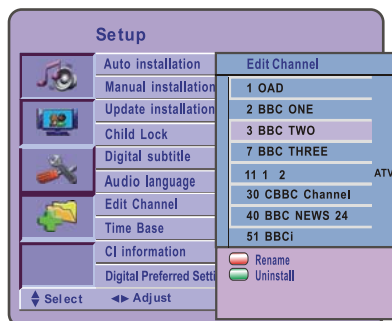 Setup
Auto installation
Manual installation
Update installation
Child Lock
Digital subtitle
Audio language
Edit Channel
Time Base
CI information
Digital Preferred Setti
Select Adjust
Edit Channel
1 OAD
2 BBC ONE
3 BBC TWO
7 BBC THREE
11 1 2 ATV
30 CBBC Channel
40 BBC NEWS 24
51 BBCi
Rename
Uninstall